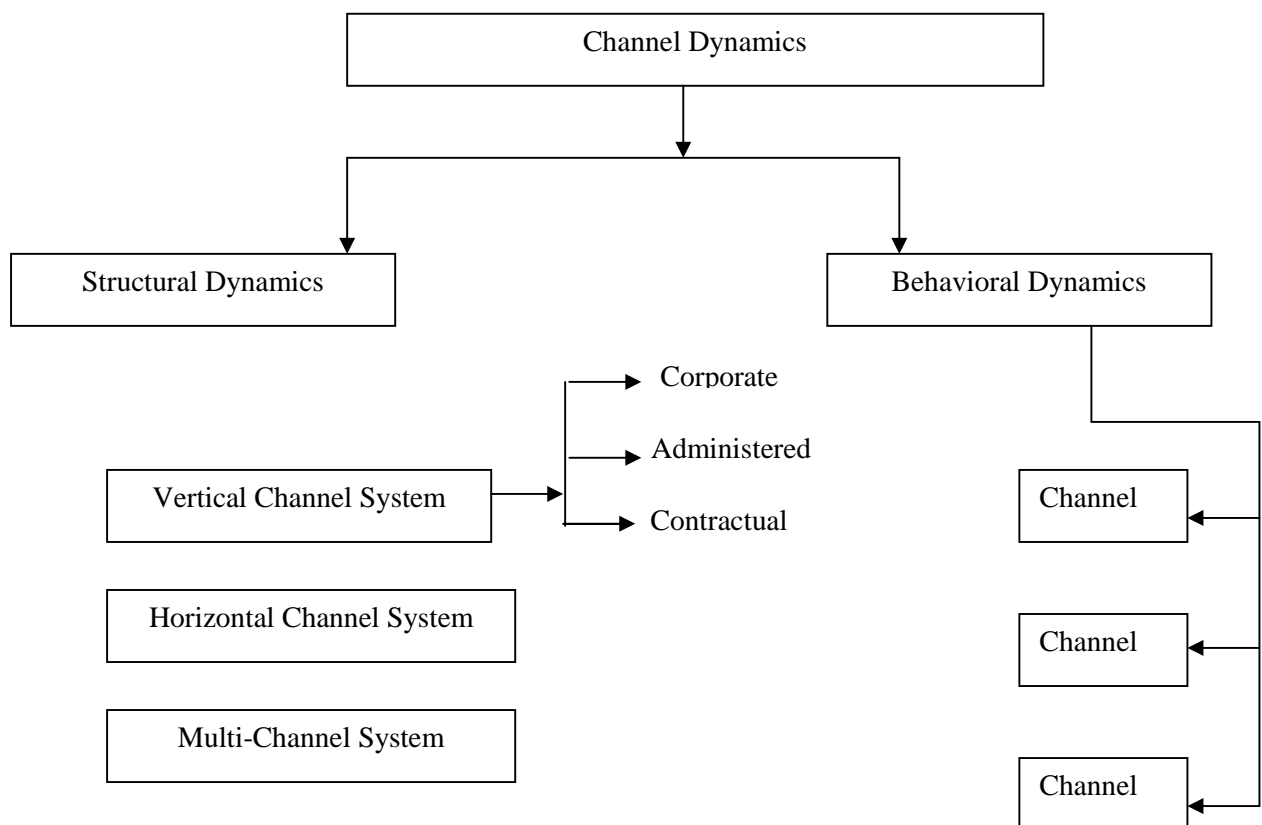 Channel Dynamics
Structural Dynamics
Behavioral Dynamics
Corporate
Administered
Vertical Channel System
Contractual
Channel
Horizontal Channel System
Channel
Multi-Channel System
Channel